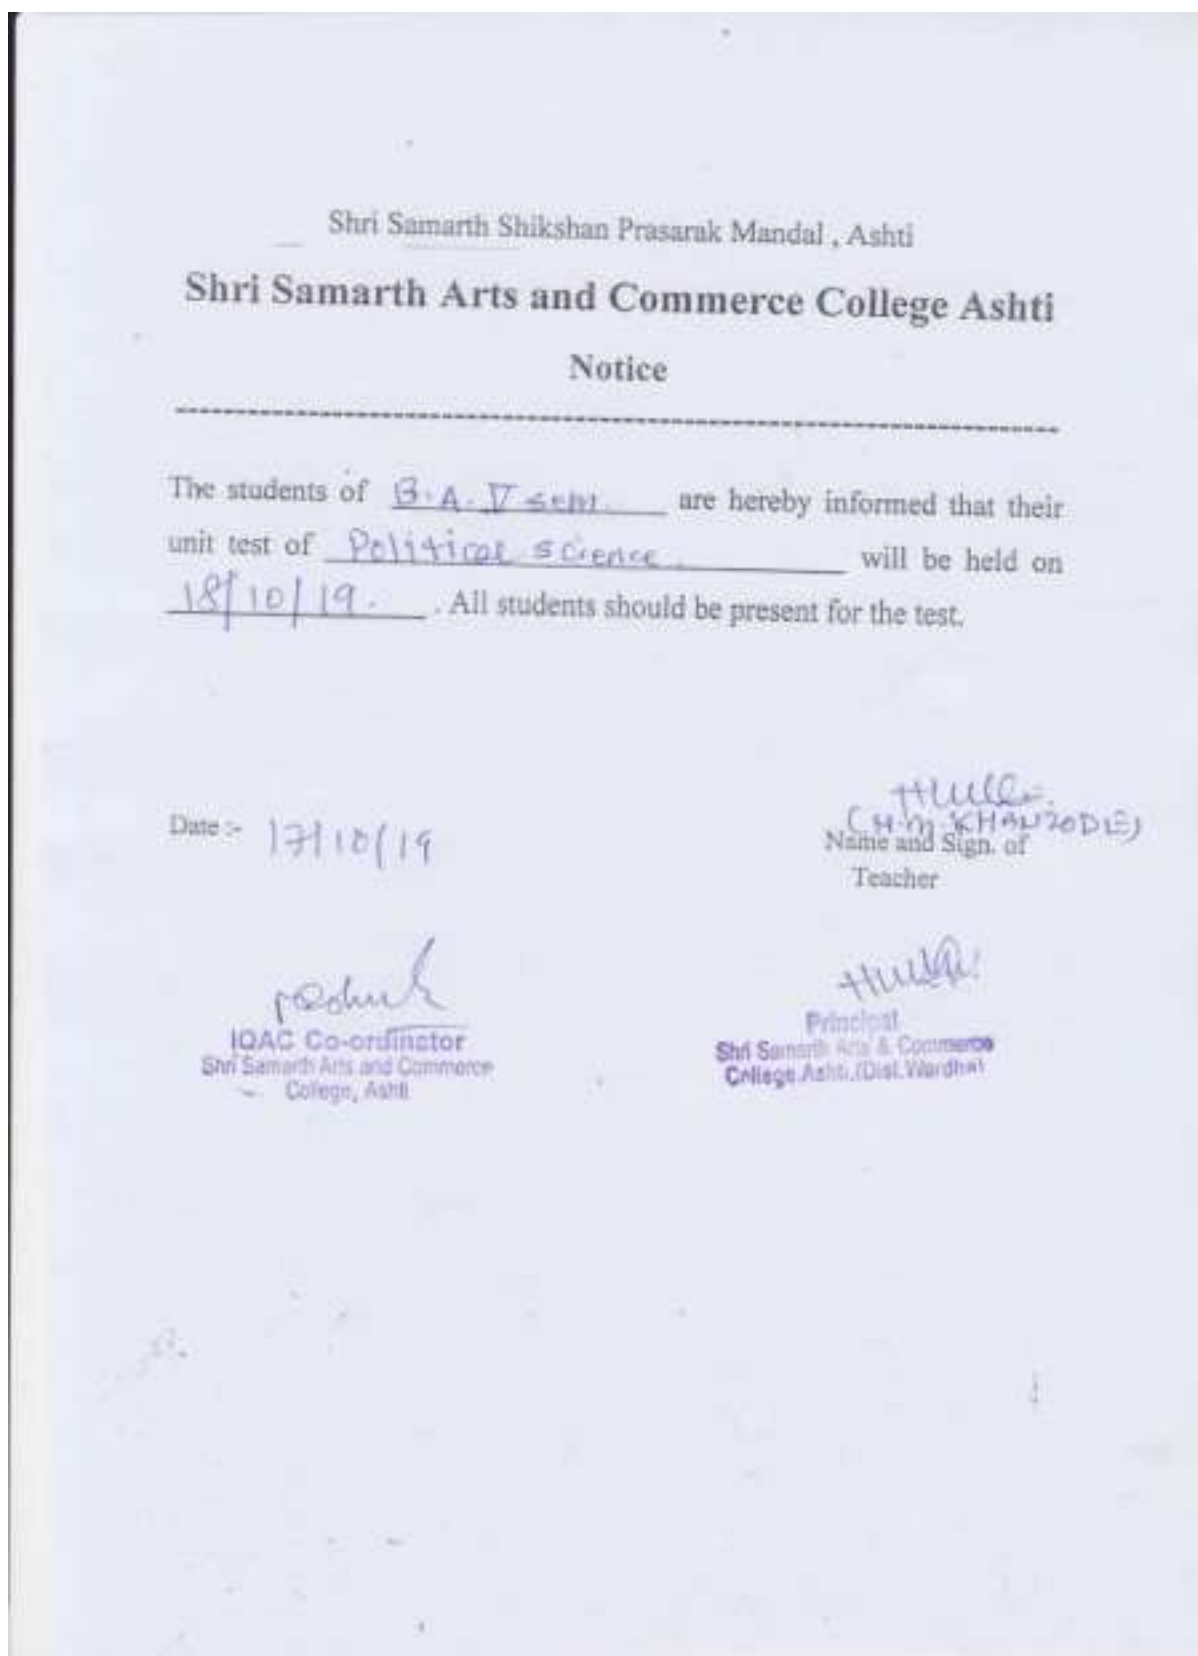 Shri Samarth Shikshan Prasarak Mandal , Ashti
Shri Samarth Arts and Commerce College Ashti
Notice
--------------------------------------------------------------------------------
The students of B.A. V sem. are hereby informed that their
unit test of Political science. will be held on
18/10/19. . All students should be present for the test.
Date :- 17/10/19
(H.M. KHANZODE)
Name and Sign. of
Teacher
IQAC Co-ordinator
Shri Samarth Arts and Commerce
College, Ashti
Principal
Shri Samarth Arts & Commerce
College Ashti,(Dist.Wardha)